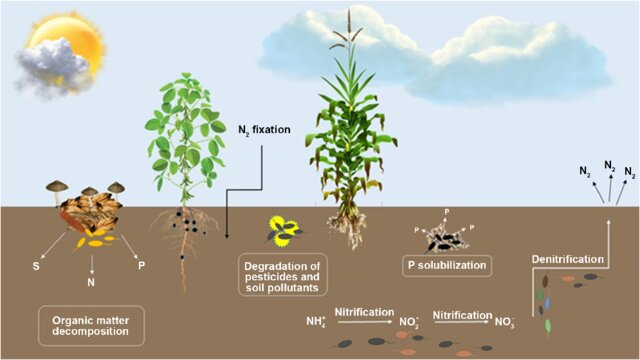 N₂ fixation
N₂
N₂
N₂
S
N
P
Organic matter
decomposition
Degradation of
pesticides and
soil pollutants
P
P
P
P solubilization
Denitrification
NH₄⁺
Nitrification
NO₂⁻
Nitrification
NO₃⁻